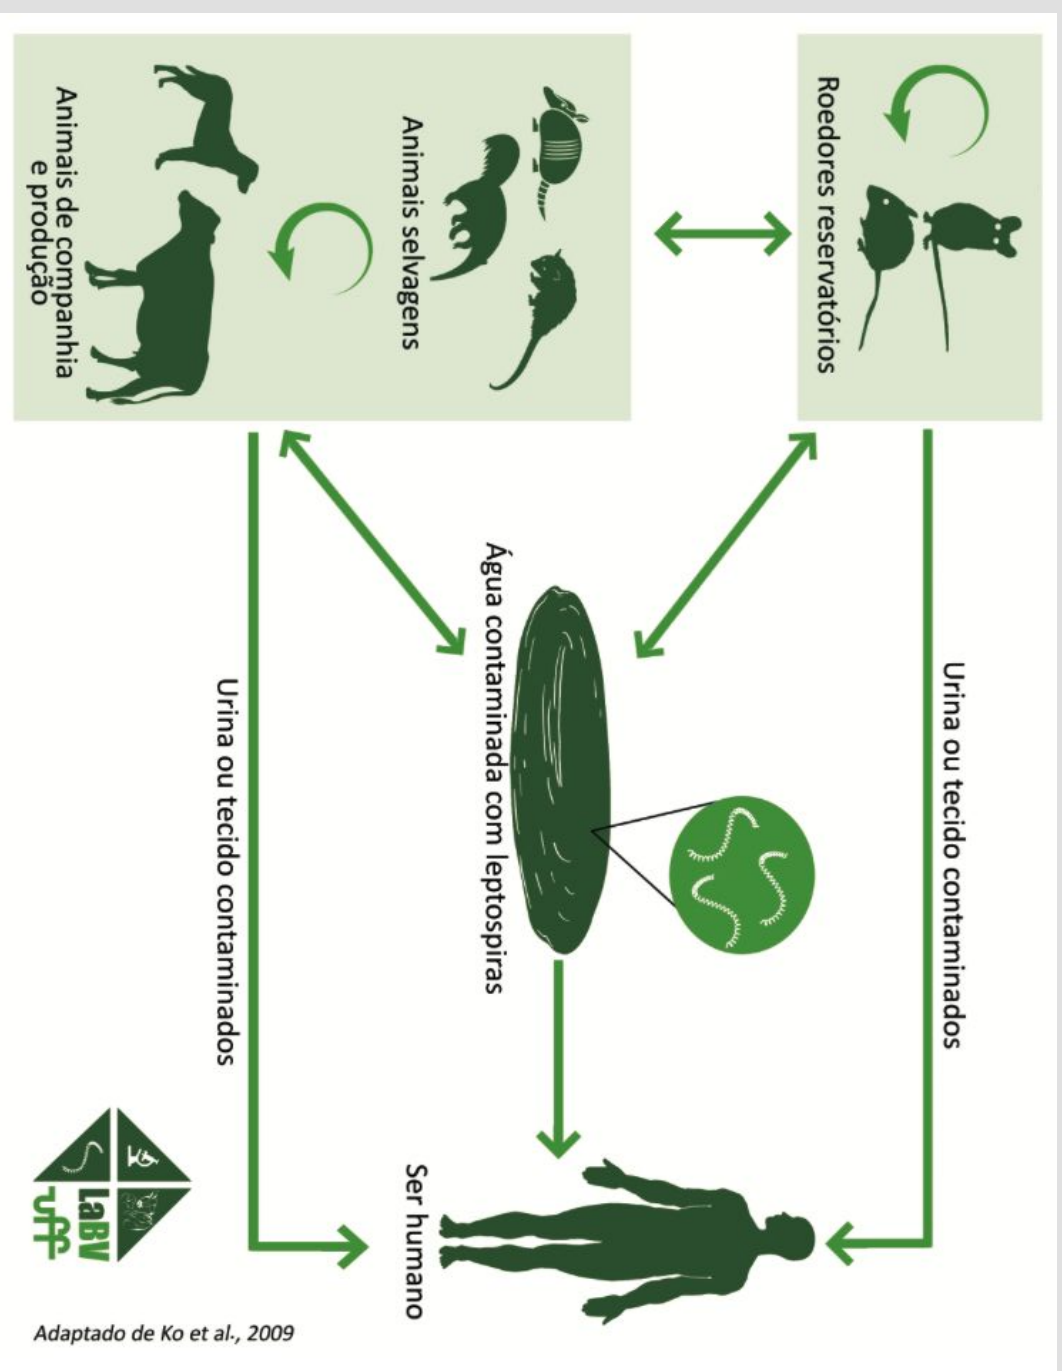 Roedores reservatórios
Animais selvagens
Animais de companhia
e produção
Urina ou tecido contaminados
Água contaminada com leptospiras
Urina ou tecido contaminados
Ser humano
LaBV
uff
Adaptado de Ko et al., 2009